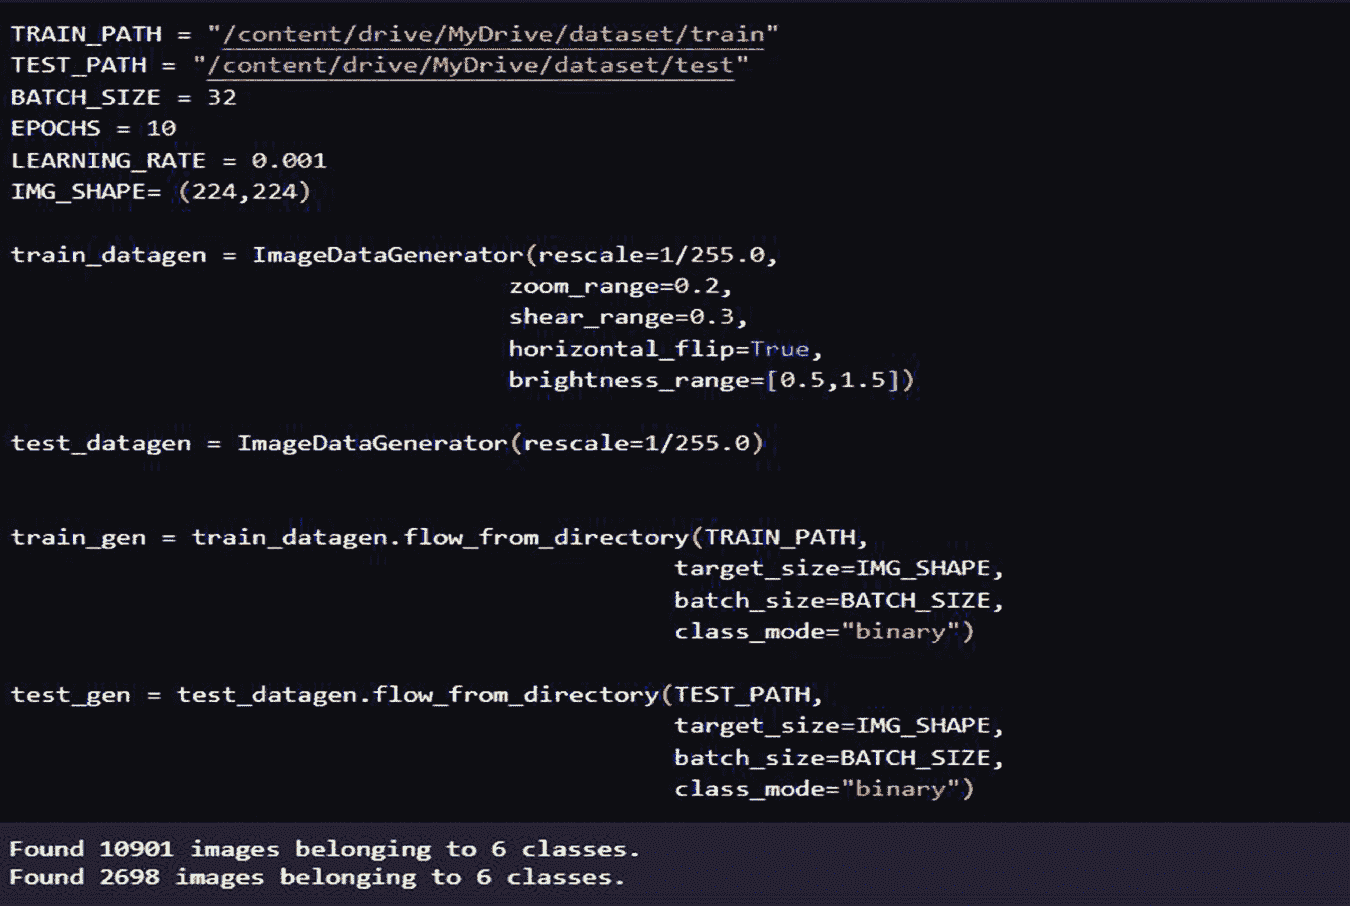 TRAIN_PATH = "/content/drive/MyDrive/dataset/train"
TEST_PATH = "/content/drive/MyDrive/dataset/test"
BATCH_SIZE = 32
EPOCHS = 10
LEARNING_RATE = 0.001
IMG_SHAPE= (224,224)
train_datagen = ImageDataGenerator(rescale=1/255.0,
zoom_range=0.2,
shear_range=0.3,
horizontal_flip=True,
brightness_range=[0.5,1.5])
test_datagen = ImageDataGenerator(rescale=1/255.0)
train_gen = train_datagen.flow_from_directory(TRAIN_PATH,
target_size=IMG_SHAPE,
batch_size=BATCH_SIZE,
class_mode="binary")
test_gen = test_datagen.flow_from_directory(TEST_PATH,
target_size=IMG_SHAPE,
batch_size=BATCH_SIZE,
class_mode="binary")
Found 10901 images belonging to 6 classes.
Found 2698 images belonging to 6 classes.